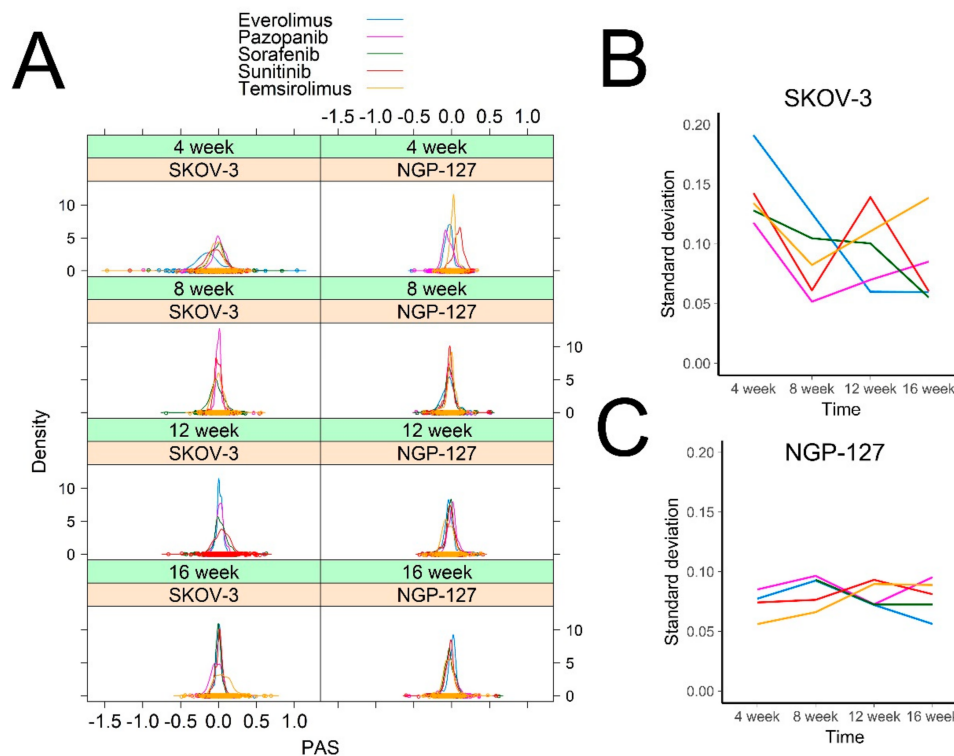 A
Everolimus
Pazopanib
Sorafenib
Sunitinib
Temsirolimus
-1.5 -1.0 -0.5 0.0 0.5 1.0
4 week 4 week
SKOV-3 NGP-127
10
5
0
8 week 8 week
SKOV-3 NGP-127
10
5
0
12 week 12 week
SKOV-3 NGP-127
10
5
0
16 week 16 week
SKOV-3 NGP-127
10
5
0
-1.5 -1.0 -0.5 0.0 0.5 1.0
Density
PAS
B
SKOV-3
0.20
0.15
0.10
0.05
0.00
Standard deviation
4 week 8 week 12 week 16 week
Time
C
NGP-127
0.20
0.15
0.10
0.05
0.00
Standard deviation
4 week 8 week 12 week 16 week
Time